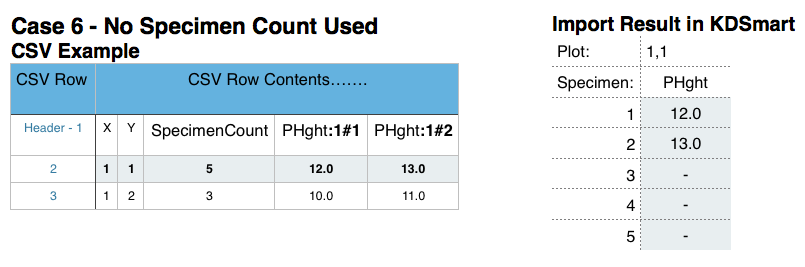 Case 6 - No Specimen Count Used
CSV Example
CSV Row CSV Row Contents.......
Header - 1 X Y SpecimenCount PHght:1#1 PHght:1#2
2 1 1 5 12.0 13.0
3 1 2 3 10.0 11.0
Import Result in KDSmart
Plot: 1,1
Specimen: PHght
1 12.0
2 13.0
3 -
4 -
5 -